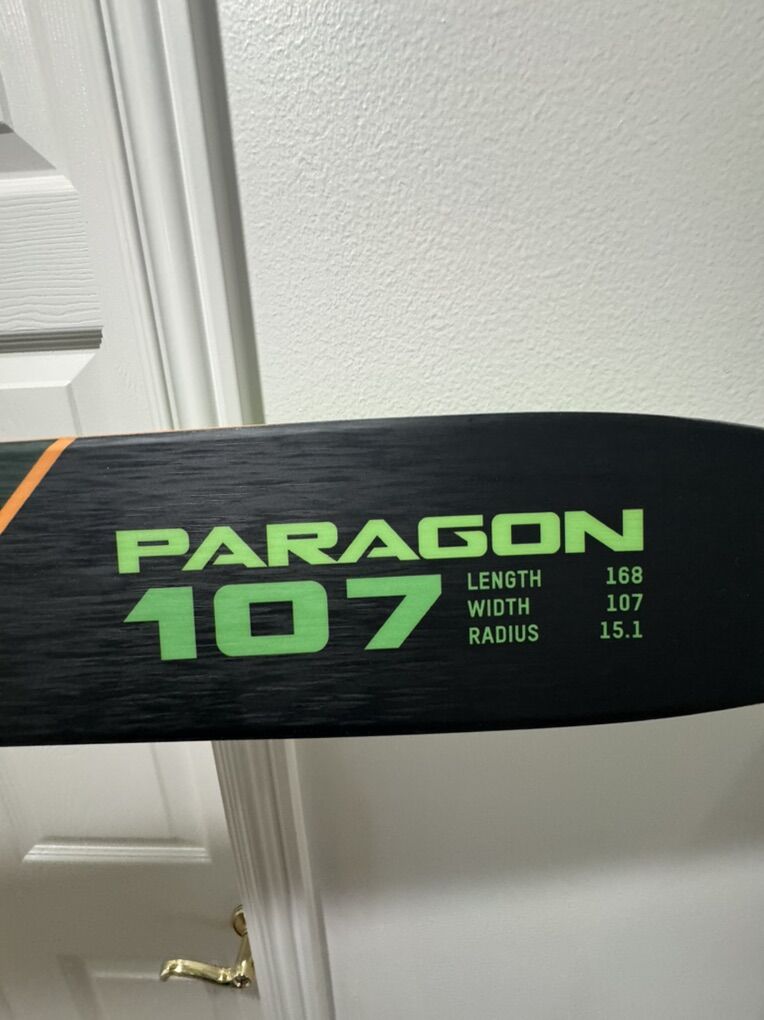 PARAGON
107
LENGTH 168
WIDTH 107
RADIUS 15.1